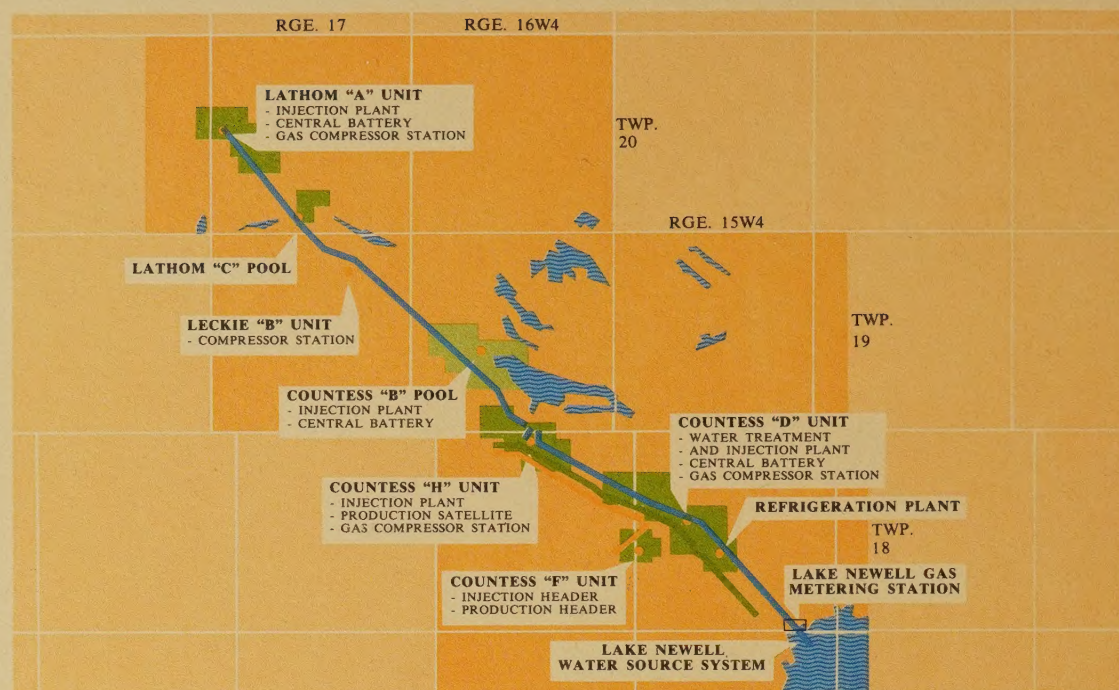 RGE. 17
RGE. 16W4
LATHOM "A" UNIT
- INJECTION PLANT
- CENTRAL BATTERY
- GAS COMPRESSOR STATION
TWP.
20
RGE. 15W4
LATHOM "C" POOL
LECKIE "B" UNIT
- COMPRESSOR STATION
TWP.
19
COUNTESS "B" POOL
- INJECTION PLANT
- CENTRAL BATTERY
COUNTESS "D" UNIT
- WATER TREATMENT
- AND INJECTION PLANT
- CENTRAL BATTERY
- GAS COMPRESSOR STATION
COUNTESS "H" UNIT
- INJECTION PLANT
- PRODUCTION SATELLITE
- GAS COMPRESSOR STATION
REFRIGERATION PLANT
TWP.
18
COUNTESS "F" UNIT
- INJECTION HEADER
- PRODUCTION HEADER
LAKE NEWELL GAS
METERING STATION
LAKE NEWELL
WATER SOURCE SYSTEM